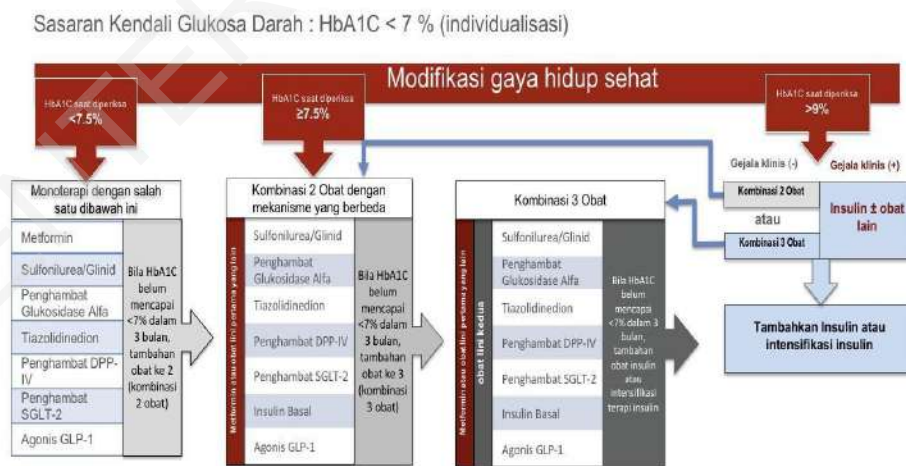 Sasaran Kendali Glukosa Darah : HbA1C < 7 % (individualisasi)
Modifikasi gaya hidup sehat
HbA1C saat diperiksa
<7.5%
HbA1C saat diperiksa
≥7.5%
HbA1C saat diperiksa
>9%
Gejala klinis (-)
Gejala klinis (+)
Monoterapi dengan salah
satu dibawah ini
Metformin
Sulfonilurea/Glinid
Penghambat
Glukosidase Alfa
Tiazolidinedion
Penghambat DPP-
IV
Penghambat
SGLT-2
Agonis GLP-1
Bila HbA1C
belum
mencapai
<7% dalam
3 bulan,
tambahan
obat ke 2
(kombinasi
2 obat)
Kombinasi 2 Obat dengan
mekanisme yang berbeda
Metformin atau obat lini pertama yang lain
Sulfonilurea/Glinid
Penghambat
Glukosidase Alfa
Tiazolidinedion
Penghambat DPP-IV
Penghambat SGLT-2
Insulin Basal
Agonis GLP-1
Bila HbA1C
belum
mencapai
<7% dalam
3 bulan,
tambahan
obat ke 3
(kombinasi
3 obat)
Kombinasi 3 Obat
Metformin atau obat lini pertama yang lain
obat lini kedua
Sulfonilurea/Glinid
Penghambat
Glukosidase Alfa
Tiazolidinedion
Penghambat DPP-IV
Penghambat SGLT-2
Insulin Basal
Agonis GLP-1
Bila HbA1C
belum
mencapai
<7% dalam
3 bulan,
tambahan
obat insulin
atau
intensifikasi
terapi insulin
Kombinasi 2 Obat
atau
Kombinasi 3 Obat
Insulin ± obat
lain
Tambahkan Insulin atau
intensifikasi insulin